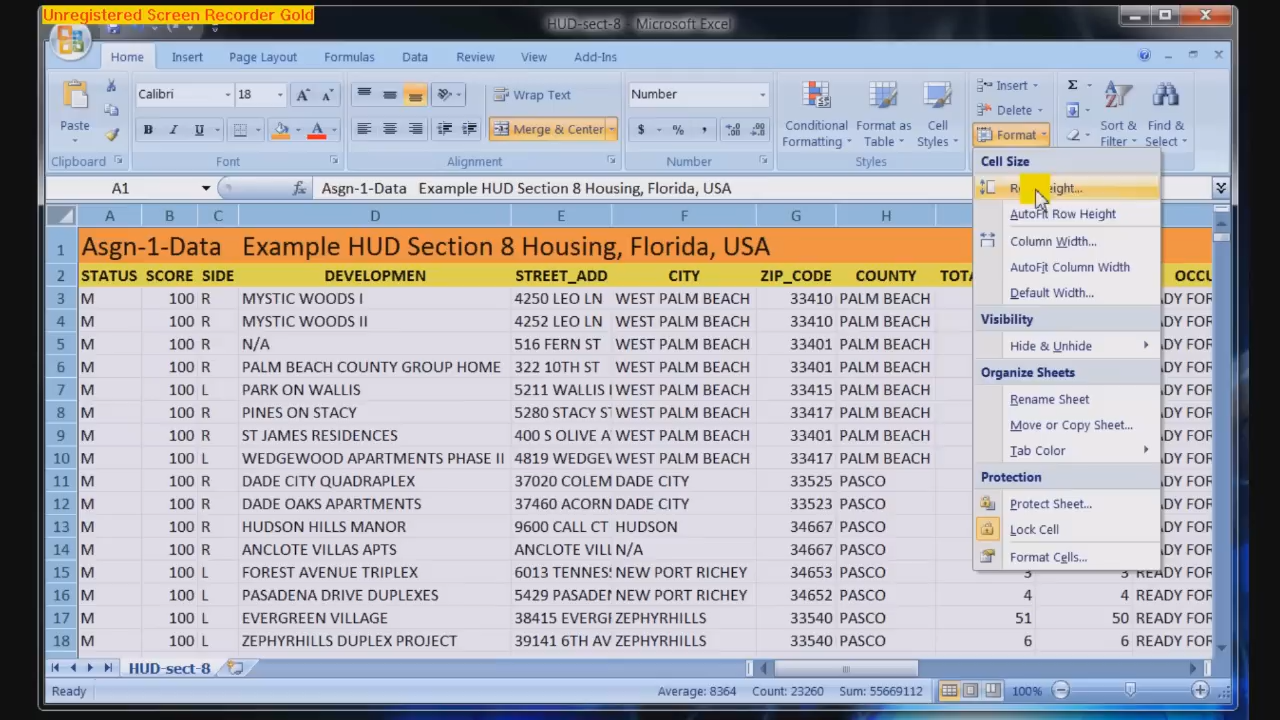 Unregistered Screen Recorder Gold
HUD-sect-8 - Microsoft Excel
Home Insert Page Layout Formulas Data Review View Add-Ins
Paste
Calibri 18
B I U A A A
Wrap Text
Merge & Center
Number
$ % ,
Conditional Formatting
Format as Table
Cell Styles
Insert
Delete
Format
Σ
Sort & Filter
Find & Select
Clipboard Font Alignment Number Styles
A1 fx Asgn-1-Data Example HUD Section 8 Housing, Florida, USA
A B C D E F G H
1 Asgn-1-Data Example HUD Section 8 Housing, Florida, USA
2 STATUS SCORE SIDE DEVELOPMEN STREET_ADD CITY ZIP_CODE COUNTY TOTA OCCU
3 M 100 R MYSTIC WOODS I 4250 LEO LN WEST PALM BEACH 33410 PALM BEACH DY FOR
4 M 100 R MYSTIC WOODS II 4252 LEO LN WEST PALM BEACH 33410 PALM BEACH DY FOR
5 M 100 R N/A 516 FERN ST WEST PALM BEACH 33401 PALM BEACH DY FOR
6 M 100 R PALM BEACH COUNTY GROUP HOME 322 10TH ST WEST PALM BEACH 33401 PALM BEACH DY FOR
7 M 100 L PARK ON WALLIS 5211 WALLIS WEST PALM BEACH 33415 PALM BEACH DY FOR
8 M 100 R PINES ON STACY 5280 STACY ST WEST PALM BEACH 33417 PALM BEACH DY FOR
9 M 100 R ST JAMES RESIDENCES 400 S OLIVE A WEST PALM BEACH 33401 PALM BEACH DY FOR
10 M 100 L WEDGEWOOD APARTMENTS PHASE II 4819 WEDGEV WEST PALM BEACH 33417 PALM BEACH DY FOR
11 M 100 R DADE CITY QUADRAPLEX 37020 COLEM DADE CITY 33525 PASCO DY FOR
12 M 100 R DADE OAKS APARTMENTS 37460 ACORN DADE CITY 33523 PASCO DY FOR
13 M 100 R HUDSON HILLS MANOR 9600 CALL CT HUDSON 34667 PASCO DY FOR
14 M 100 R ANCLOTE VILLAS APTS ANCLOTE VILL N/A 34667 PASCO DY FOR
15 M 100 L FOREST AVENUE TRIPLEX 6013 TENNES NEW PORT RICHEY 34653 PASCO 3 3 READY FOR
16 M 100 L PASADENA DRIVE DUPLEXES 5429 PASADEN NEW PORT RICHEY 34652 PASCO 4 4 READY FOR
17 M 100 L EVERGREEN VILLAGE 38415 EVERG ZEPHYRHILLS 33540 PASCO 51 50 READY FOR
18 M 100 L ZEPHYRHILLS DUPLEX PROJECT 39141 6TH AV ZEPHYRHILLS 33540 PASCO 6 6 READY FOR
Cell Size
AutoFit Row Height
Column Width...
AutoFit Column Width
Default Width...
Visibility
Hide & Unhide
Organize Sheets
Rename Sheet
Move or Copy Sheet...
Tab Color
Protection
Protect Sheet...
Lock Cell
Format Cells...
HUD-sect-8
Ready Average: 8364 Count: 23260 Sum: 55669112 100%